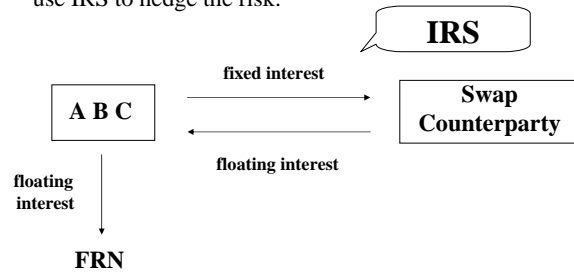 use IRS to hedge the risk.
IRS
fixed interest
A B C
Swap
Counterparty
floating interest
floating
interest
FRN